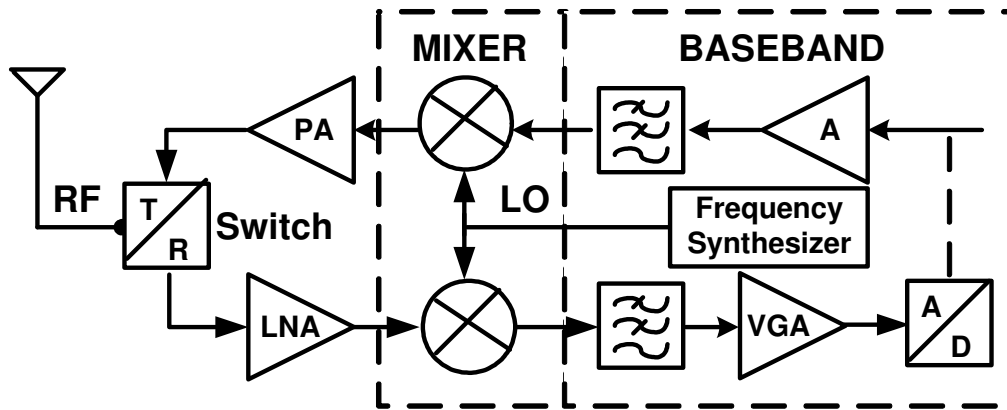 MIXER
BASEBAND
PA
A
RF
T
R
Switch
LO
Frequency
Synthesizer
LNA
VGA
A
D